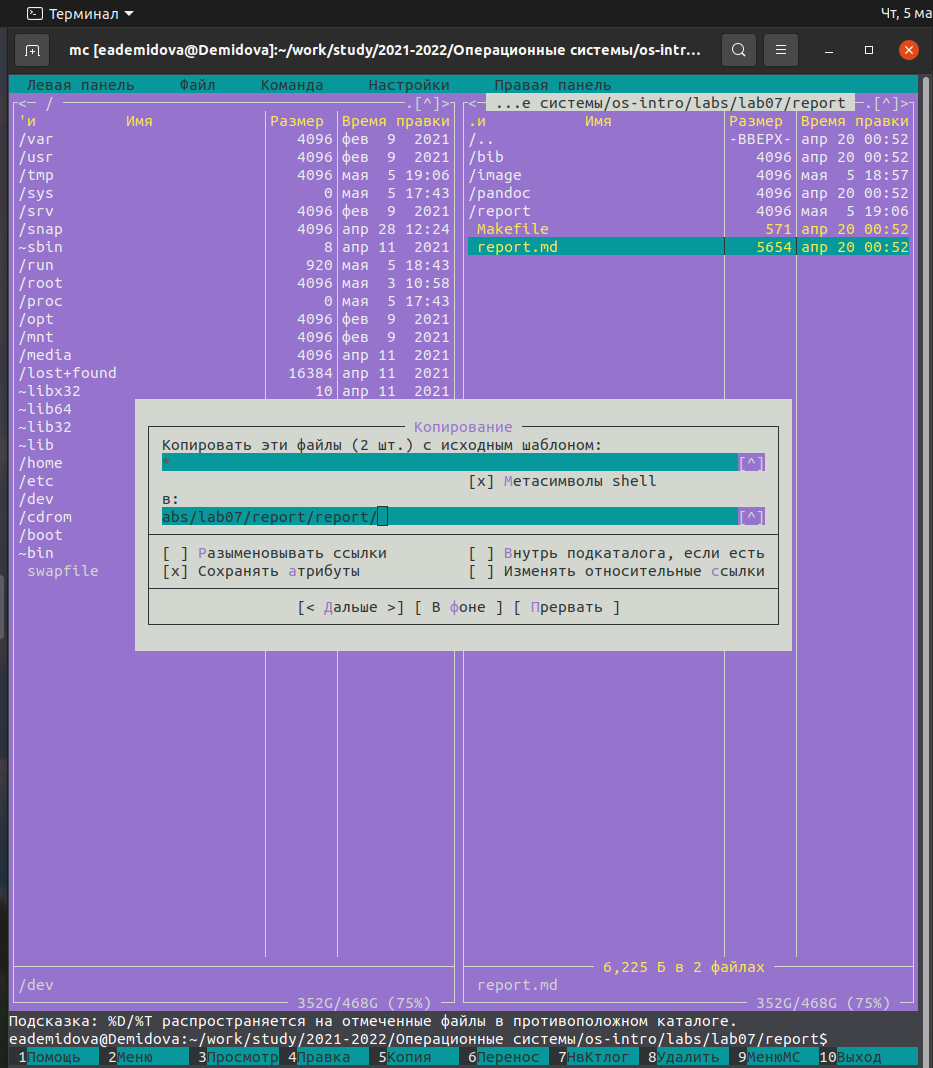 Терминал Чт, 5 ма
mc [eademidova@Demidova]:~/work/study/2021-2022/Операционные системы/os-intr...
Левая панель Файл Команда Настройки Правая панель
<- / .[^]> <- ...е системы/os-intro/labs/lab07/report .[^]>
'и Имя Размер Время правки .и Имя Размер Время правки
/var 4096 фев 9 2021 /.. -ВВЕРХ- апр 20 00:52
/usr 4096 фев 9 2021 /bib 4096 апр 20 00:52
/tmp 4096 мая 5 19:06 /image 4096 мая 5 18:57
/sys 0 мая 5 17:43 /pandoc 4096 апр 20 00:52
/srv 4096 фев 9 2021 /report 4096 мая 5 19:06
/snap 4096 апр 28 12:24 Makefile 571 апр 20 00:52
~sbin 8 апр 11 2021 report.md 5654 апр 20 00:52
/run 920 мая 5 18:43
/root 4096 мая 3 10:58
/proc 0 мая 5 17:43
/opt 4096 фев 9 2021
/mnt 4096 фев 9 2021
/media 4096 апр 11 2021
/lost+found 16384 апр 11 2021
~libx32 10 апр 11 2021
~lib64
~lib32
~lib
/home
/etc
/dev
/cdrom
/boot
~bin
swapfile
Копирование
Копировать эти файлы (2 шт.) с исходным шаблоном:
* [^]
[x] Метасимволы shell
в:
abs/lab07/report/report/ [^]
[ ] Разыменовывать ссылки [ ] Внутрь подкаталога, если есть
[x] Сохранять атрибуты [ ] Изменять относительные ссылки
[< Дальше >] [ В фоне ] [ Прервать ]
6,225 Б в 2 файлах
/dev report.md
352G/468G (75%) 352G/468G (75%)
Подсказка: %D/%T распространяется на отмеченные файлы в противоположном каталоге.
eademidova@Demidova:~/work/study/2021-2022/Операционные системы/os-intro/labs/lab07/report$
1Помощь 2Меню 3Просмотр 4Правка 5Копия 6Перенос 7НвКтлог 8Удалить 9МенюMC 10Выход